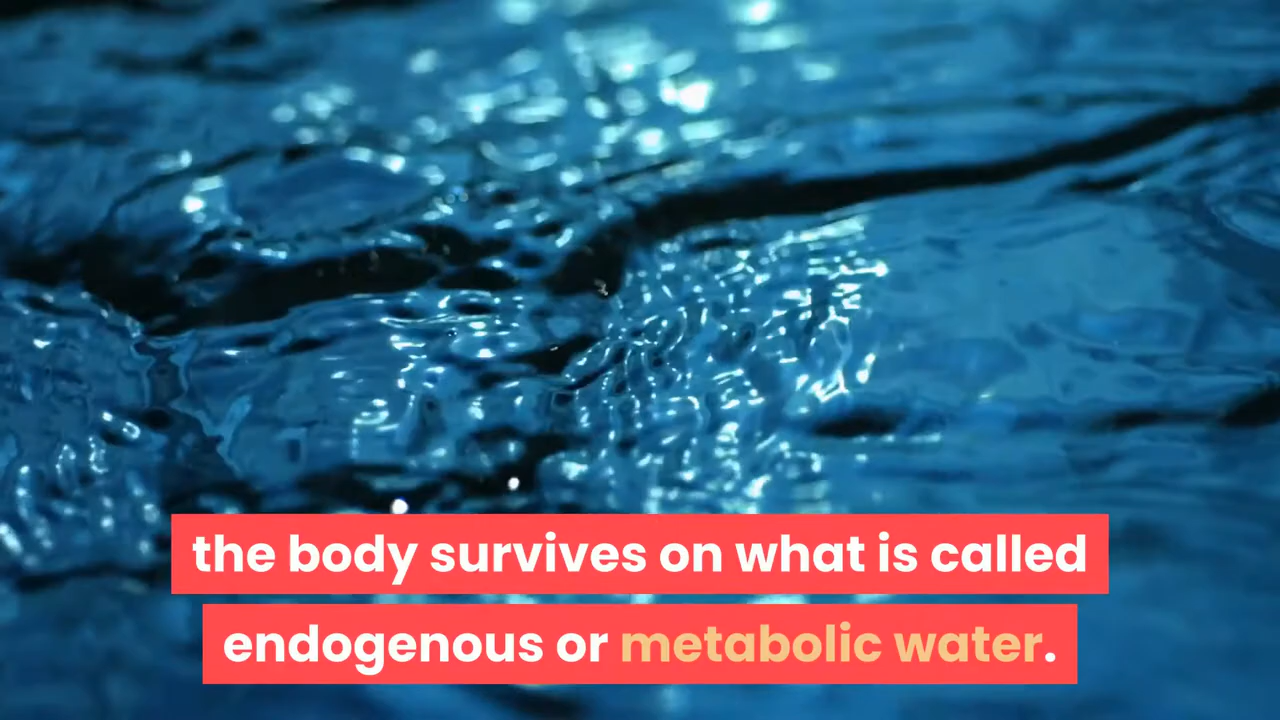 the body survives on what is called
endogenous or metabolic water.